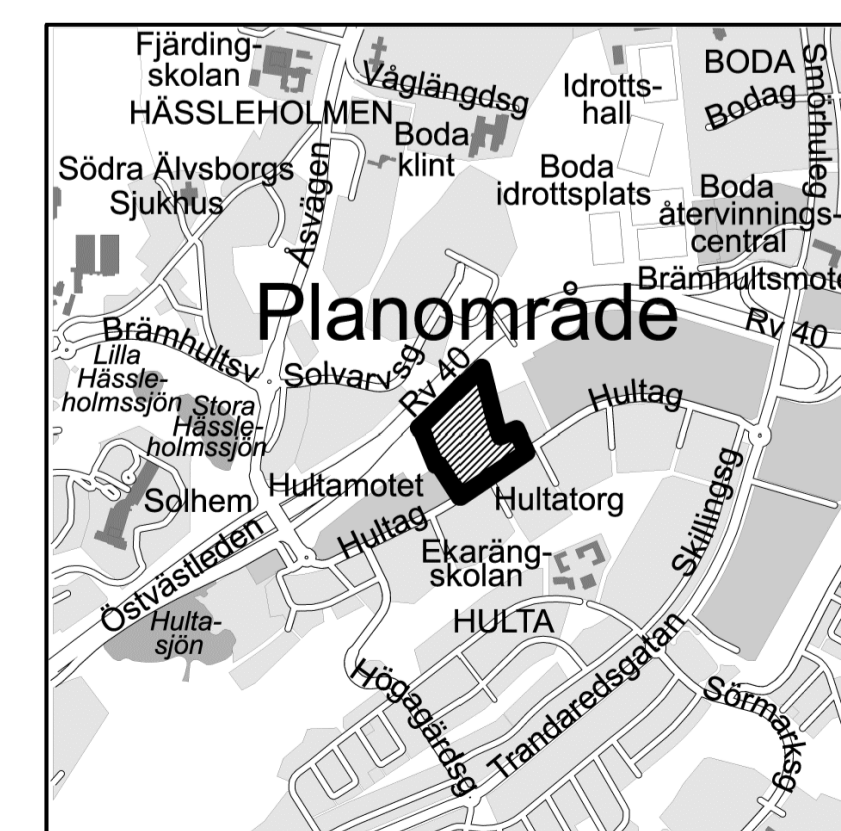 Fjärding-
skolan
HÄSSLEHOLMEN
Våglängdsg
Boda
klint
Idrotts-
hall
BODA
Bodag
Smörhuleg
Södra Älvsborgs
Sjukhus
Åsvägen
Boda
idrottsplats
Boda
återvinnings-
central
Brämhultsmote
Planområde
Rv 40
Brämhultsv
Solvarvsg
Rv 40
Lilla
Hässle-
holmssjön
Stora
Hässle-
holmssjön
Hultag
Solhem
Hultamotet
Hultatorg
Hultag
Skillingsg
Östvästleden
Ekaräng-
skolan
Hulta-
sjön
HULTA
Högagärdsg
Trandaredsgatan
Sörmarksg